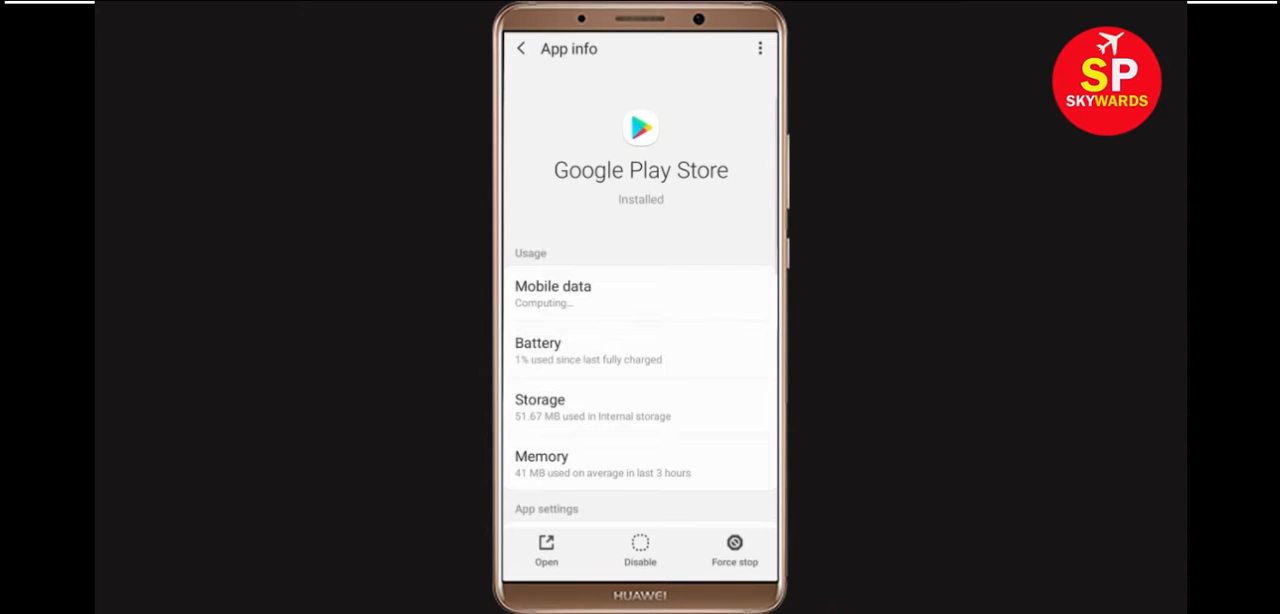 App info
SP
SKYWARDS
Google Play Store
Installed
Usage
Mobile data
Computing...
Battery
1% used since last fully charged
Storage
51.67 MB used in Internal storage
Memory
41 MB used on average in last 3 hours
App settings
Open Disable Force stop
HUAWEI